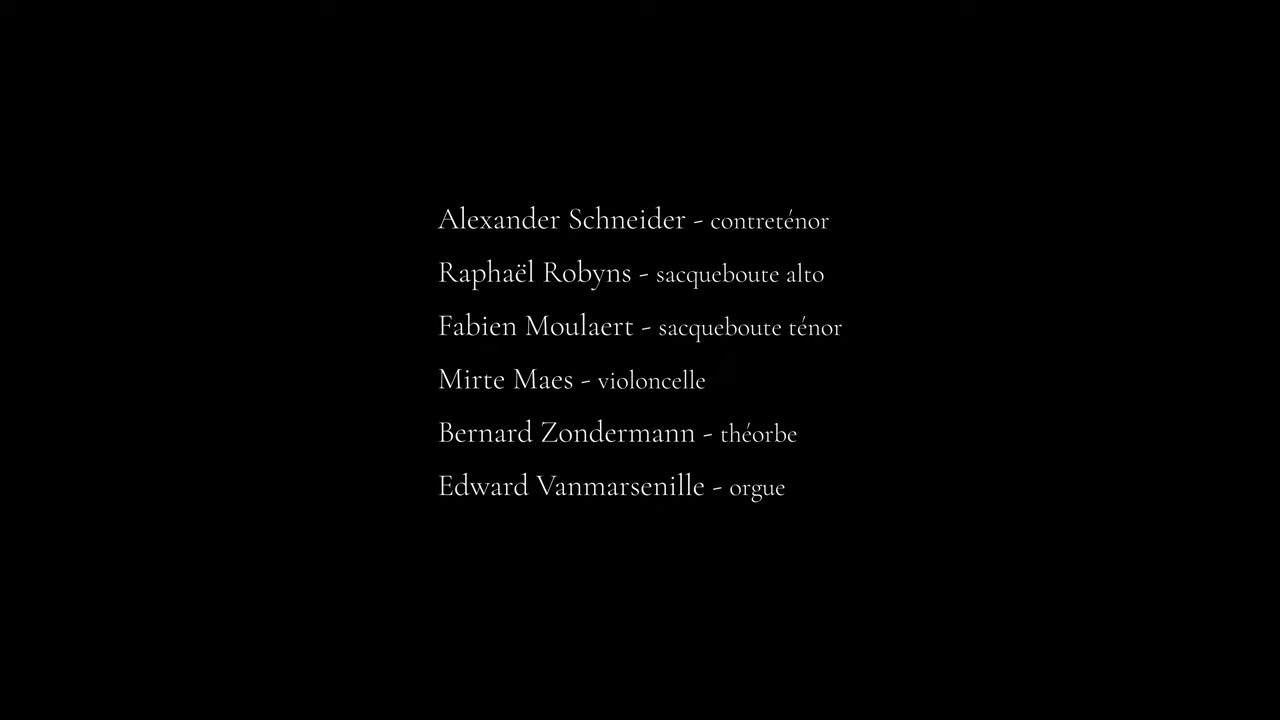 Alexander Schneider - contreténor
Raphaël Robyns - sacqueboute alto
Fabien Moulaert - sacqueboute ténor
Mirte Maes - violoncelle
Bernard Zondermann - théorbe
Edward Vanmarsenille - orgue